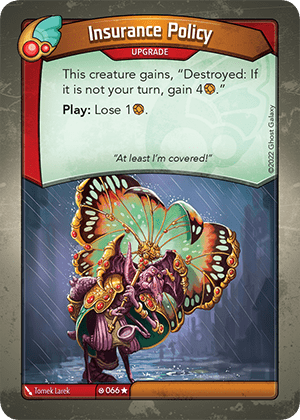 Insurance Policy
UPGRADE
This creature gains, “Destroyed: If
it is not your turn, gain 4.”
Play: Lose 1.
“At least I’m covered!”
©2022 Ghost Galaxy
Tomek Larek
066★